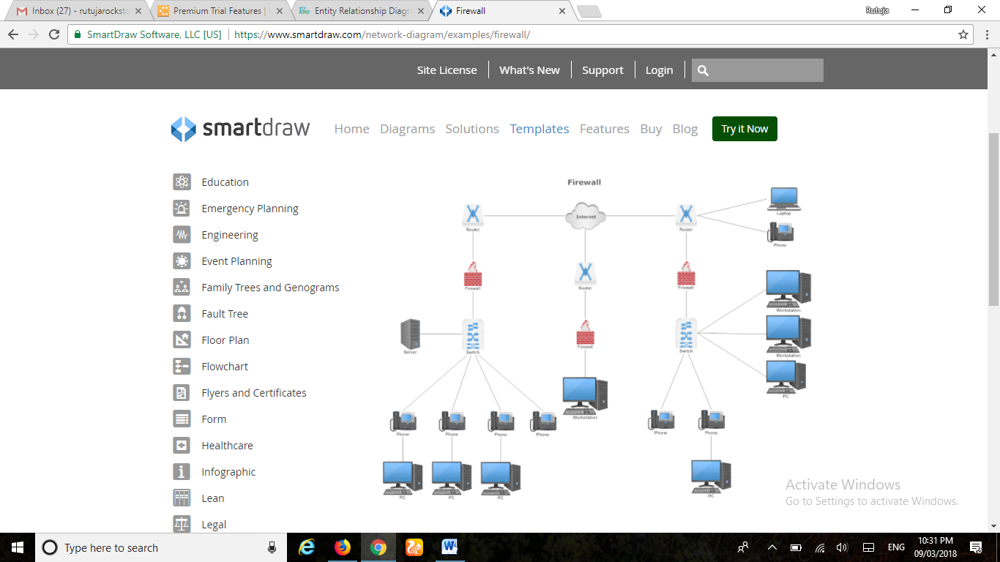 Inbox (27) - rutujarocksta
Premium Trial Features |
Entity Relationship Diagr
Firewall
Rutuja
SmartDraw Software, LLC [US]
https://www.smartdraw.com/network-diagram/examples/firewall/
Site License
What's New
Support
Login
smartdraw
Home
Diagrams
Solutions
Templates
Features
Buy
Blog
Try it Now
Education
Emergency Planning
Engineering
Event Planning
Family Trees and Genograms
Fault Tree
Floor Plan
Flowchart
Flyers and Certificates
Form
Healthcare
Infographic
Lean
Legal
Firewall
Router
Internet
Router
Laptop
Phone
Firewall
Router
Firewall
Workstation
Server
Switch
Firewall
Switch
Workstation
PC
Workstation
Phone
Phone
Phone
Phone
Phone
Phone
PC
PC
PC
PC
Activate Windows
Go to Settings to activate Windows.
Type here to search
ENG
10:31 PM
09/03/2018